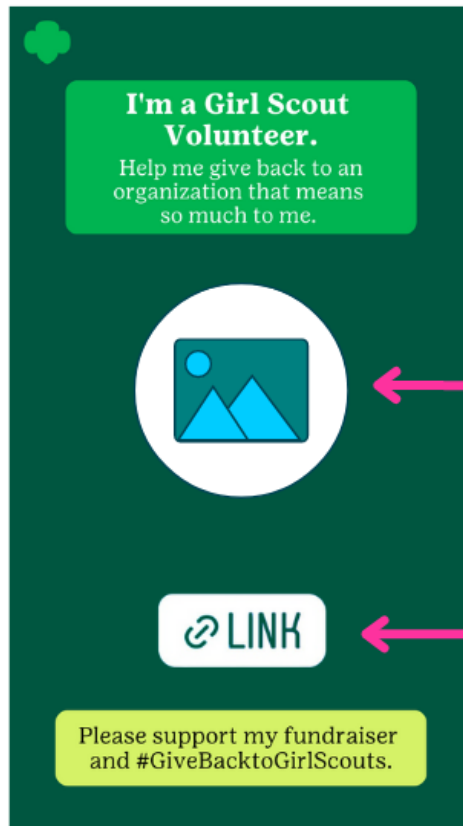 I'm a Girl Scout
Volunteer.
Help me give back to an
organization that means
so much to me.
LINK
Please support my fundraiser
and #GiveBacktoGirlScouts.